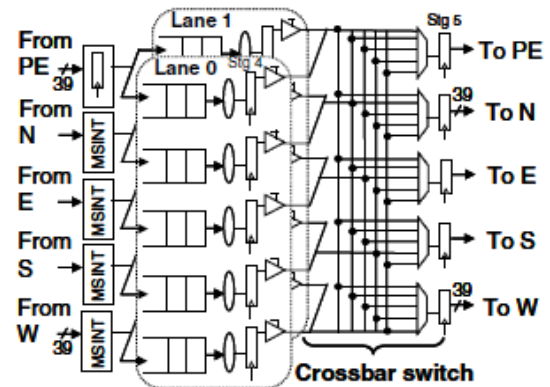 Lane 1
Stg 5
From PE
39
To PE
Lane 0
Stg 4
From N
MSINT
39
To N
From E
MSINT
To E
From S
MSINT
To S
From W
39
MSINT
39
To W
Crossbar switch